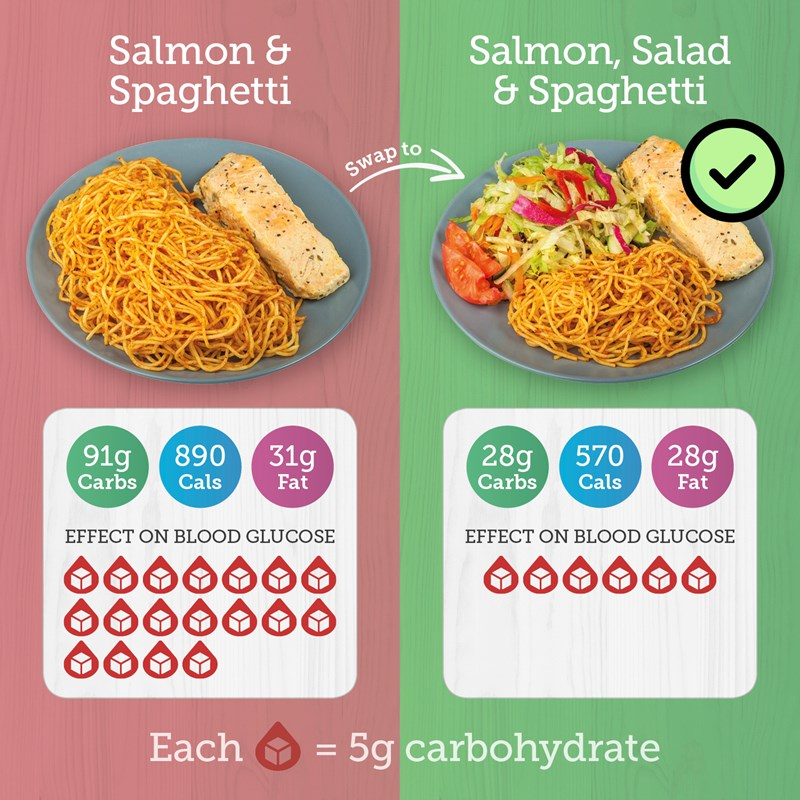 Salmon &
Spaghetti
Salmon, Salad
& Spaghetti
Swap to
91g
Carbs
890
Cals
31g
Fat
EFFECT ON BLOOD GLUCOSE
28g
Carbs
570
Cals
28g
Fat
EFFECT ON BLOOD GLUCOSE
Each = 5g carbohydrate